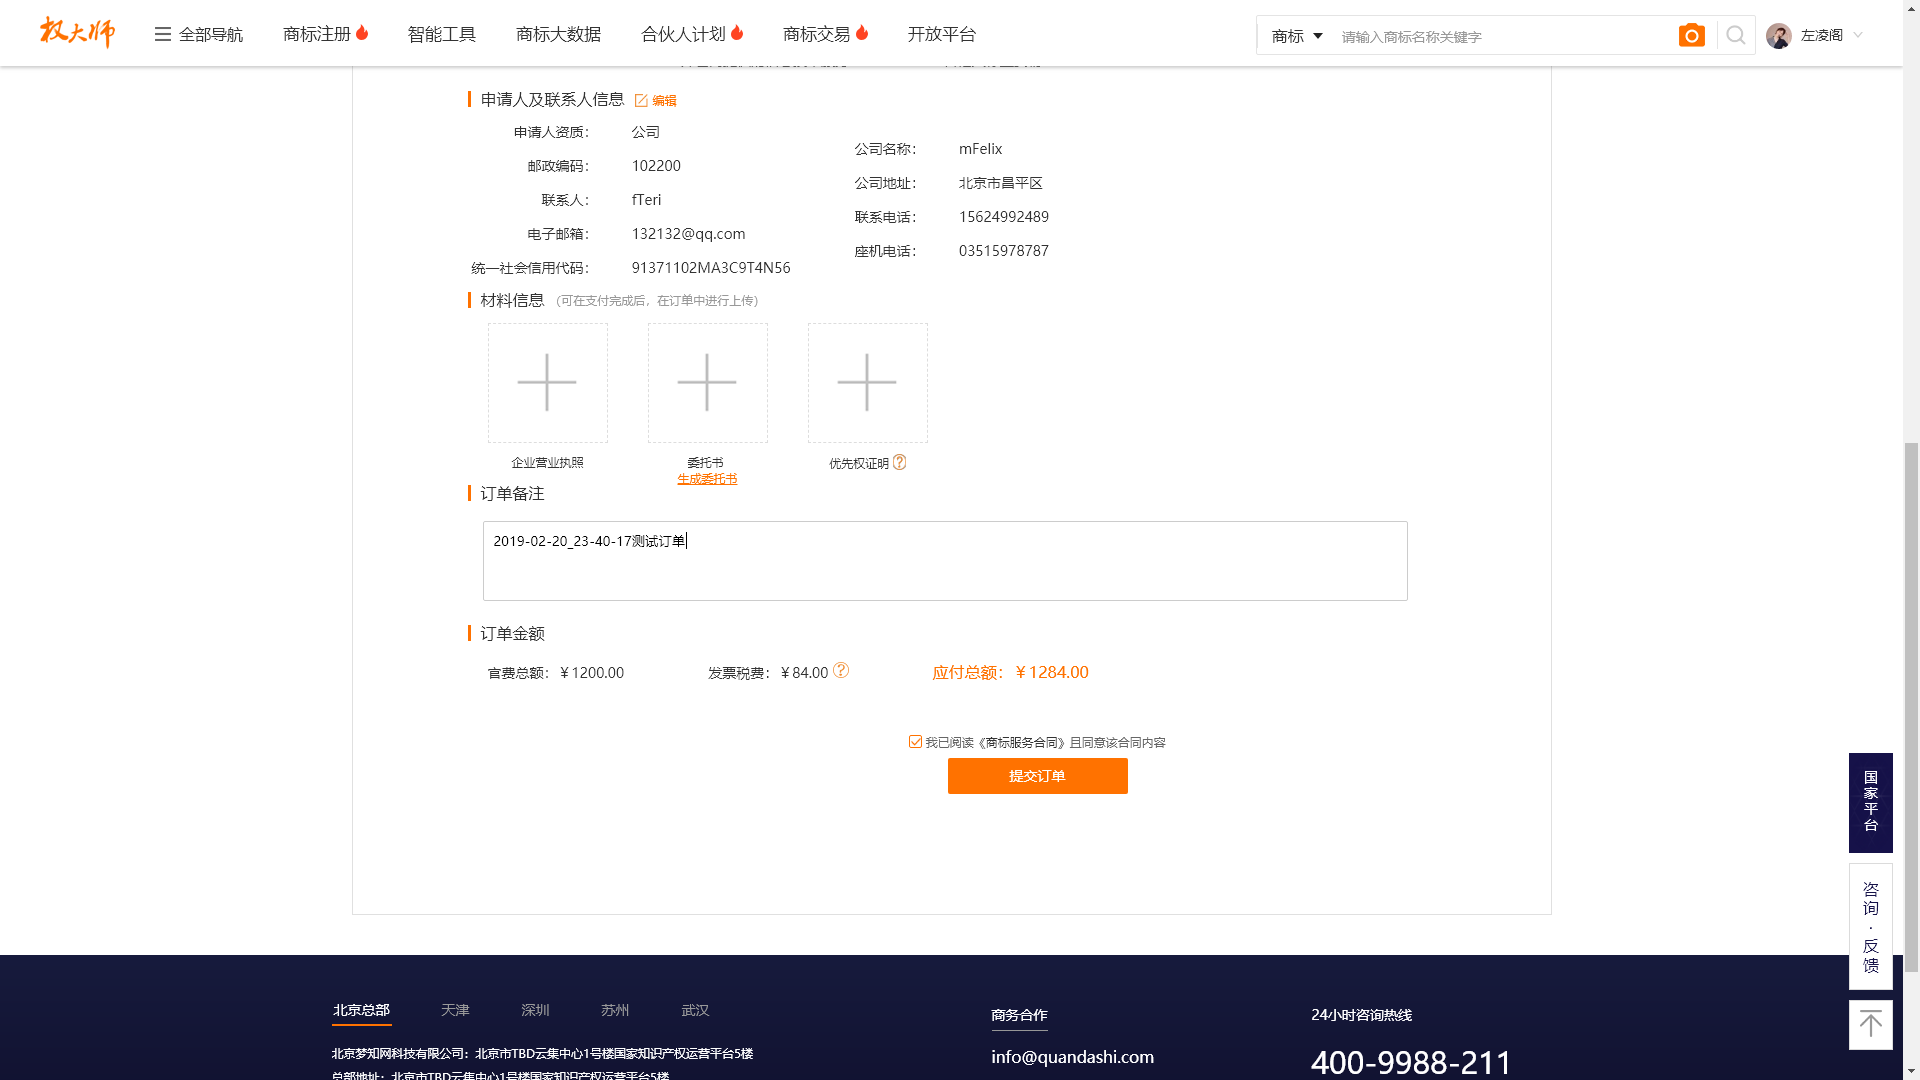 权大师
全部导航
商标注册
智能工具
商标大数据
合伙人计划
商标交易
开放平台
商标
请输入商标名称关键字
左凌阁
申请人及联系人信息 编辑
申请人资质： 公司
邮政编码： 102200
联系人： fTeri
电子邮箱： 132132@qq.com
统一社会信用代码： 91371102MA3C9T4N56
公司名称： mFelix
公司地址： 北京市昌平区
联系电话： 15624992489
座机电话： 03515978787
材料信息 （可在支付完成后，在订单中进行上传）
企业营业执照
委托书
生成委托书
优先权证明 ?
订单备注
2019-02-20_23-40-17测试订单
订单金额
官费总额：￥1200.00
发票税费：￥84.00 ?
应付总额：￥1284.00
我已阅读《商标服务合同》且同意该合同内容
提交订单
国家平台
咨询·反馈
北京总部
天津
深圳
苏州
武汉
北京梦知网科技有限公司：北京市TBD云集中心1号楼国家知识产权运营平台5楼
总部地址：北京市TBD云集中心1号楼国家知识产权运营平台5楼
商务合作
info@quandashi.com
24小时咨询热线
400-9988-211